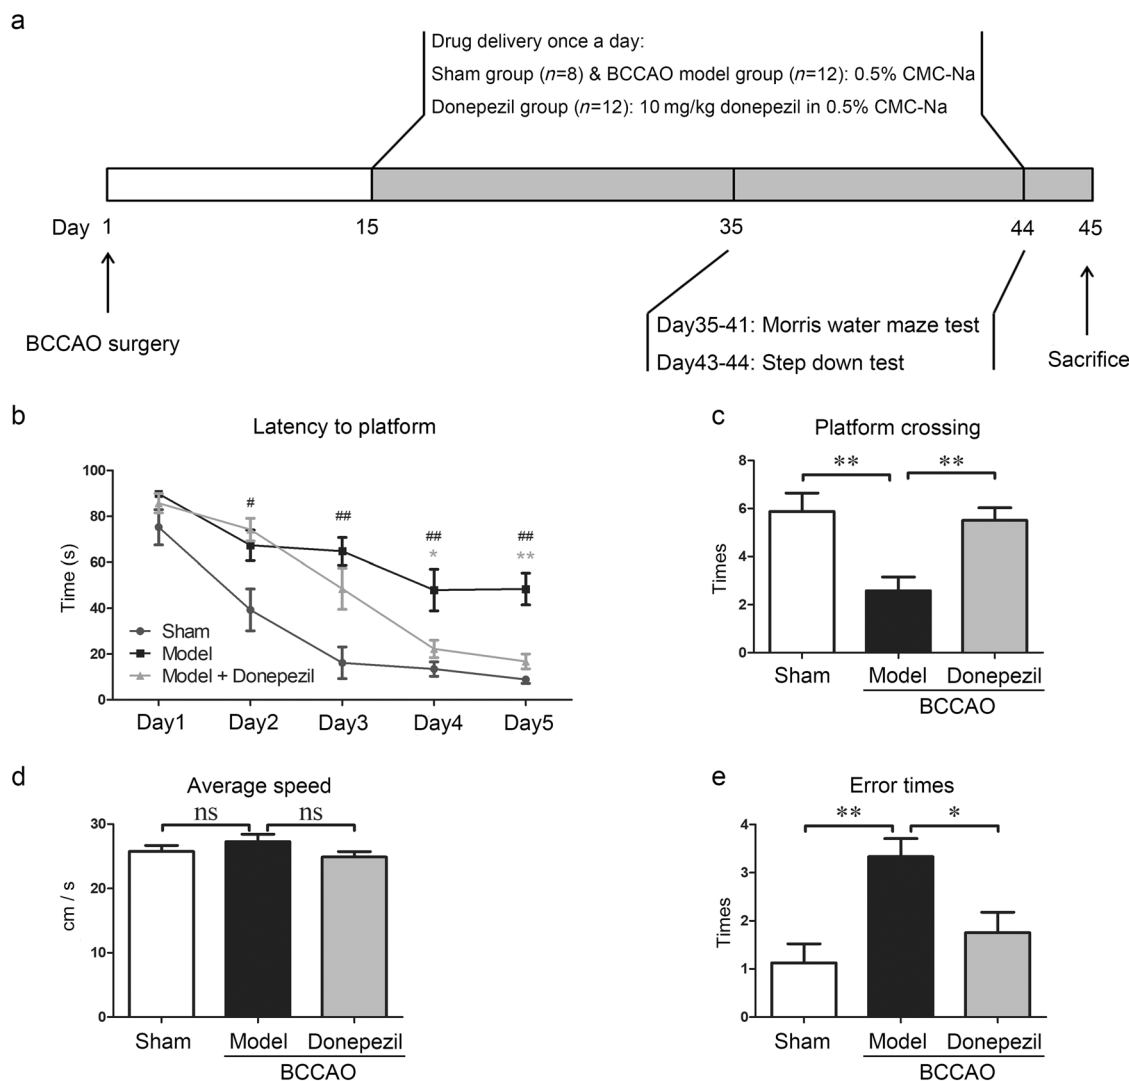 a
Drug delivery once a day:
Sham group (n=8) & BCCAO model group (n=12): 0.5% CMC-Na
Donepezil group (n=12): 10 mg/kg donepezil in 0.5% CMC-Na
Day 1 15 35 44 45
BCCAO surgery
Day35-41: Morris water maze test
Day43-44: Step down test
Sacrifice
b
Latency to platform
Time (s)
100
80
60
40
20
0
# ## ## ##
* **
Sham
Model
Model + Donepezil
Day1 Day2 Day3 Day4 Day5
c
Platform crossing
** **
Times
8
6
4
2
0
Sham Model Donepezil
BCCAO
d
Average speed
ns ns
cm / s
30
20
10
0
Sham Model Donepezil
BCCAO
e
Error times
** *
Times
4
3
2
1
0
Sham Model Donepezil
BCCAO